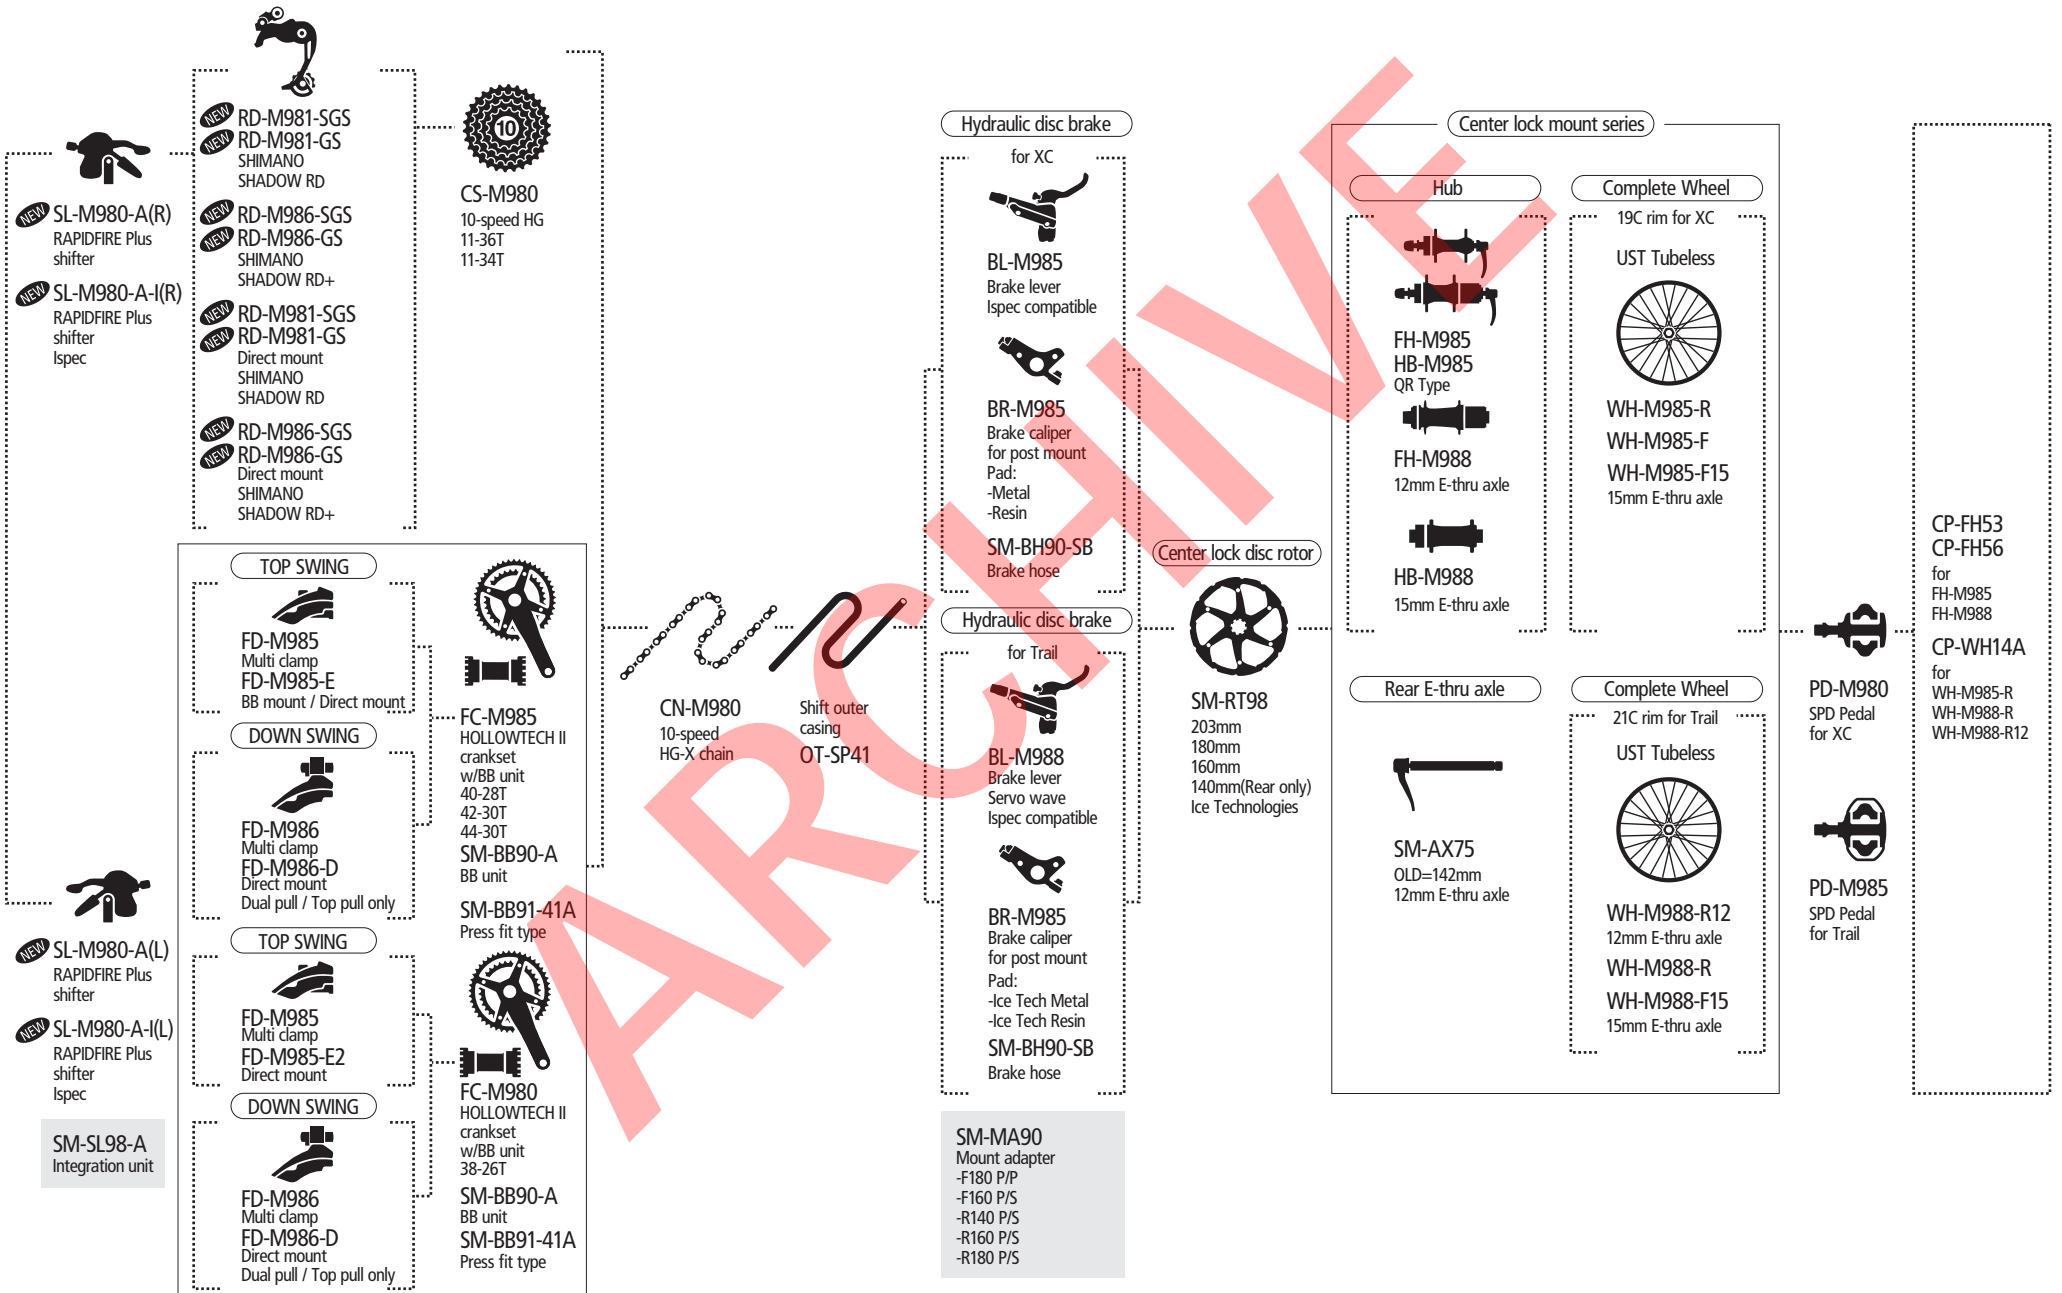 NEW SL-M980-A(R)
RAPIDFIRE Plus
shifter
NEW SL-M980-A-I(R)
RAPIDFIRE Plus
shifter
Ispec
NEW SL-M980-A(L)
RAPIDFIRE Plus
shifter
NEW SL-M980-A-I(L)
RAPIDFIRE Plus
shifter
Ispec
SM-SL98-A
Integration unit
NEW RD-M981-SGS
NEW RD-M981-GS
SHIMANO
SHADOW RD
NEW RD-M986-SGS
NEW RD-M986-GS
SHIMANO
SHADOW RD+
NEW RD-M981-SGS
NEW RD-M981-GS
Direct mount
SHIMANO
SHADOW RD
NEW RD-M986-SGS
NEW RD-M986-GS
Direct mount
SHIMANO
SHADOW RD+
10
CS-M980
10-speed HG
11-36T
11-34T
TOP SWING
FD-M985
Multi clamp
FD-M985-E
BB mount / Direct mount
DOWN SWING
FD-M986
Multi clamp
FD-M986-D
Direct mount
Dual pull / Top pull only
FC-M985
HOLLOWTECH II
crankset
w/BB unit
40-28T
42-30T
44-30T
SM-BB90-A
BB unit
SM-BB91-41A
Press fit type
TOP SWING
FD-M985
Multi clamp
FD-M985-E2
Direct mount
DOWN SWING
FD-M986
Multi clamp
FD-M986-D
Direct mount
Dual pull / Top pull only
FC-M980
HOLLOWTECH II
crankset
w/BB unit
38-26T
SM-BB90-A
BB unit
SM-BB91-41A
Press fit type
CN-M980
10-speed
HG-X chain
Shift outer
casing
OT-SP41
Hydraulic disc brake
for XC
BL-M985
Brake lever
Ispec compatible
BR-M985
Brake caliper
for post mount
Pad:
-Metal
-Resin
SM-BH90-SB
Brake hose
Hydraulic disc brake
for Trail
BL-M988
Brake lever
Servo wave
Ispec compatible
BR-M985
Brake caliper
for post mount
Pad:
-Ice Tech Metal
-Ice Tech Resin
SM-BH90-SB
Brake hose
SM-MA90
Mount adapter
-F180 P/P
-F160 P/S
-R140 P/S
-R160 P/S
-R180 P/S
Center lock disc rotor
SM-RT98
203mm
180mm
160mm
140mm(Rear only)
Ice Technologies
Center lock mount series
Hub
FH-M985
HB-M985
QR Type
FH-M988
12mm E-thru axle
HB-M988
15mm E-thru axle
Complete Wheel
19C rim for XC
UST Tubeless
WH-M985-R
WH-M985-F
WH-M985-F15
15mm E-thru axle
Rear E-thru axle
SM-AX75
OLD=142mm
12mm E-thru axle
Complete Wheel
21C rim for Trail
UST Tubeless
WH-M988-R12
12mm E-thru axle
WH-M988-R
WH-M988-F15
15mm E-thru axle
PD-M980
SPD Pedal
for XC
PD-M985
SPD Pedal
for Trail
CP-FH53
CP-FH56
for
FH-M985
FH-M988
CP-WH14A
for
WH-M985-R
WH-M988-R
WH-M988-R12
ARCHIVE